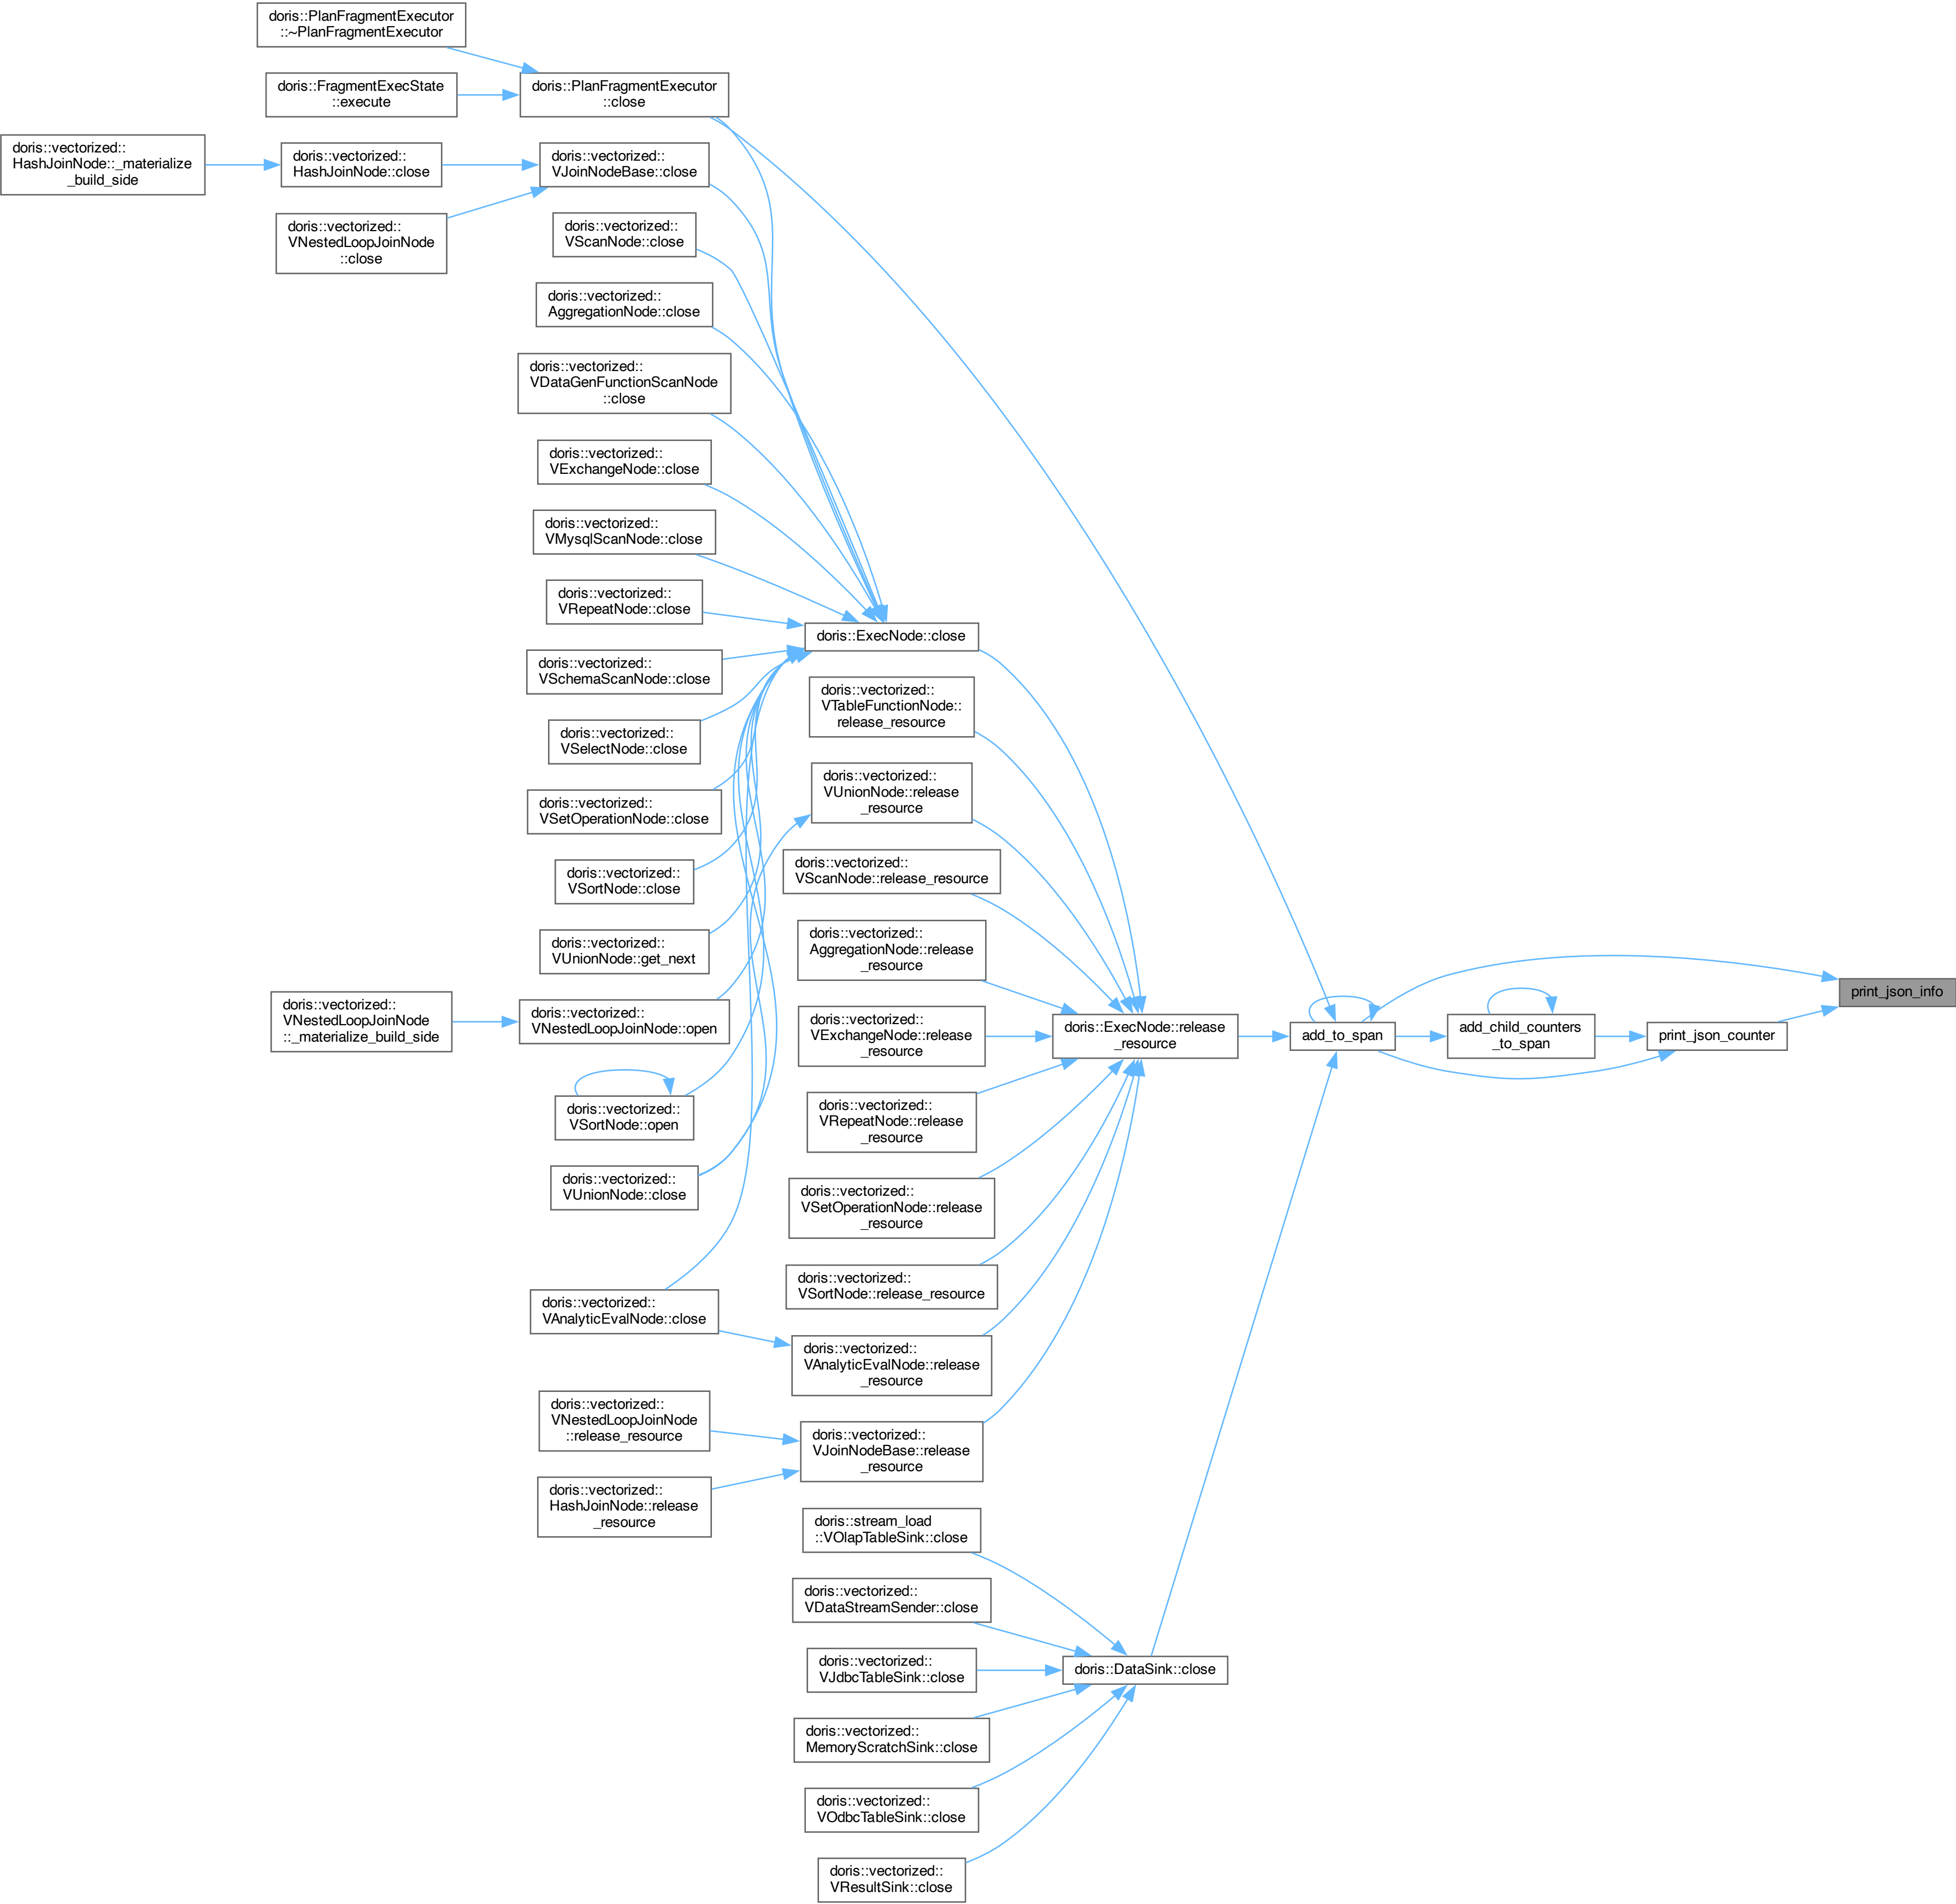 doris::PlanFragmentExecutor
::~PlanFragmentExecutor
doris::FragmentExecState
::execute
doris::PlanFragmentExecutor
::close
doris::vectorized::
HashJoinNode::_materialize
_build_side
doris::vectorized::
HashJoinNode::close
doris::vectorized::
VJoinNodeBase::close
doris::vectorized::
VNestedLoopJoinNode
::close
doris::vectorized::
VScanNode::close
doris::vectorized::
AggregationNode::close
doris::vectorized::
VDataGenFunctionScanNode
::close
doris::vectorized::
VExchangeNode::close
doris::vectorized::
VMysqlScanNode::close
doris::vectorized::
VRepeatNode::close
doris::ExecNode::close
doris::vectorized::
VSchemaScanNode::close
doris::vectorized::
VTableFunctionNode::
release_resource
doris::vectorized::
VSelectNode::close
doris::vectorized::
VUnionNode::release
_resource
doris::vectorized::
VSetOperationNode::close
doris::vectorized::
VScanNode::release_resource
doris::vectorized::
VSortNode::close
doris::vectorized::
AggregationNode::release
_resource
doris::vectorized::
VUnionNode::get_next
print_json_info
doris::vectorized::
VNestedLoopJoinNode
::_materialize_build_side
doris::vectorized::
VNestedLoopJoinNode::open
doris::vectorized::
VExchangeNode::release
_resource
doris::ExecNode::release
_resource
add_to_span
add_child_counters
_to_span
print_json_counter
doris::vectorized::
VSortNode::open
doris::vectorized::
VRepeatNode::release
_resource
doris::vectorized::
VUnionNode::close
doris::vectorized::
VSetOperationNode::release
_resource
doris::vectorized::
VSortNode::release_resource
doris::vectorized::
VAnalyticEvalNode::close
doris::vectorized::
VAnalyticEvalNode::release
_resource
doris::vectorized::
VNestedLoopJoinNode
::release_resource
doris::vectorized::
VJoinNodeBase::release
_resource
doris::vectorized::
HashJoinNode::release
_resource
doris::stream_load
::VOlapTableSink::close
doris::vectorized::
VDataStreamSender::close
doris::vectorized::
VJdbcTableSink::close
doris::DataSink::close
doris::vectorized::
MemoryScratchSink::close
doris::vectorized::
VOdbcTableSink::close
doris::vectorized::
VResultSink::close